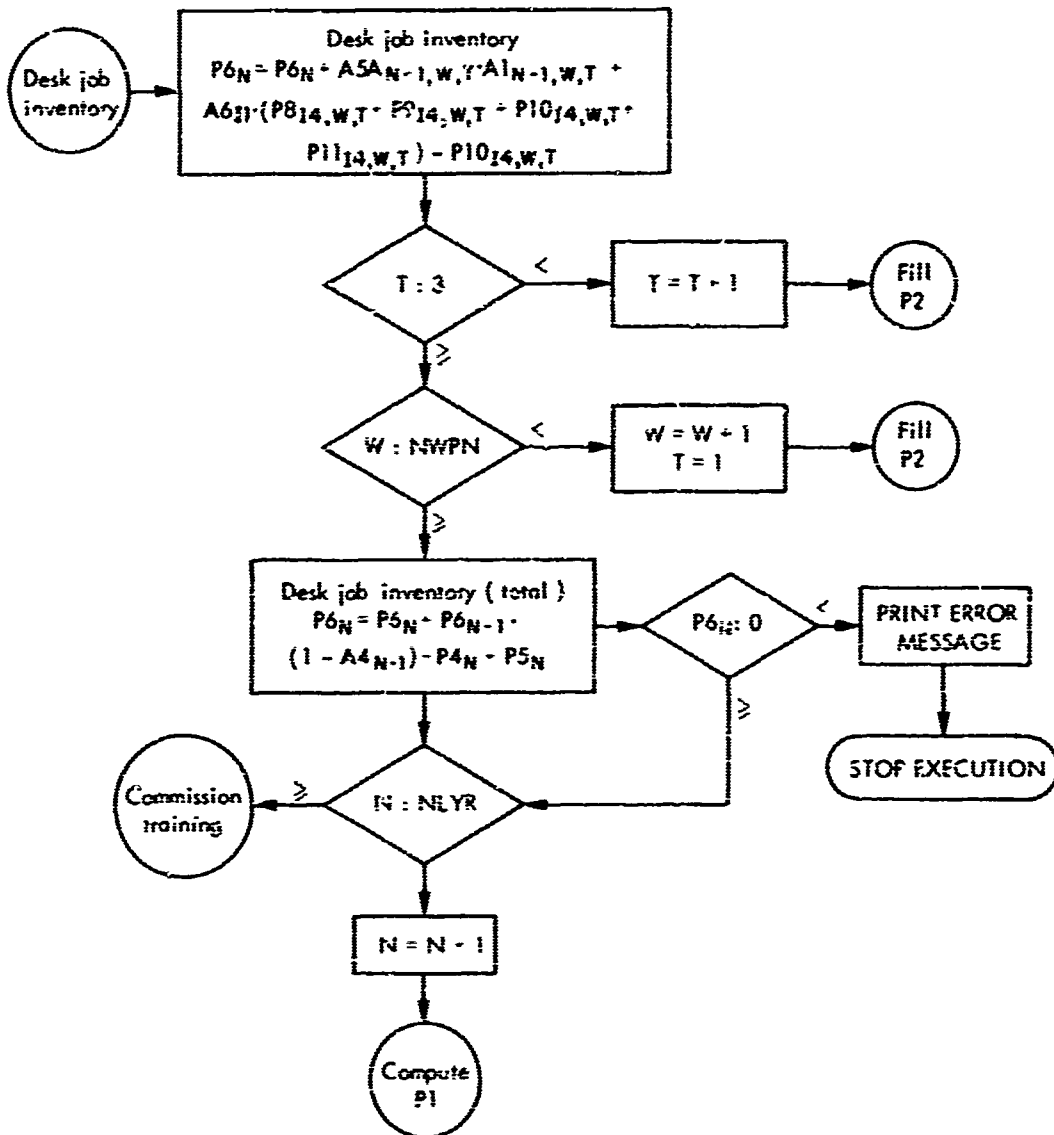 Desk job
inventory
Desk job inventory
P6N = P6N + A5AN-1,W,T·A1N-1,W,T +
A6I1·(P8I4,W,T + P9I4,W,T + P10I4,W,T +
P11I4,W,T) - P10I4,W,T
T : 3
<
T = T + 1
Fill
P2
≥
W : NWPN
<
W = W + 1
T = 1
Fill
P2
≥
Desk job inventory (total)
P6N = P6N + P6N-1 ·
(1 - A4N-1) - P4N - P5N
P6N: 0
<
PRINT ERROR
MESSAGE
≥
STOP EXECUTION
Commission
training
≥
N : NLYR
N = N + 1
Compute
P1